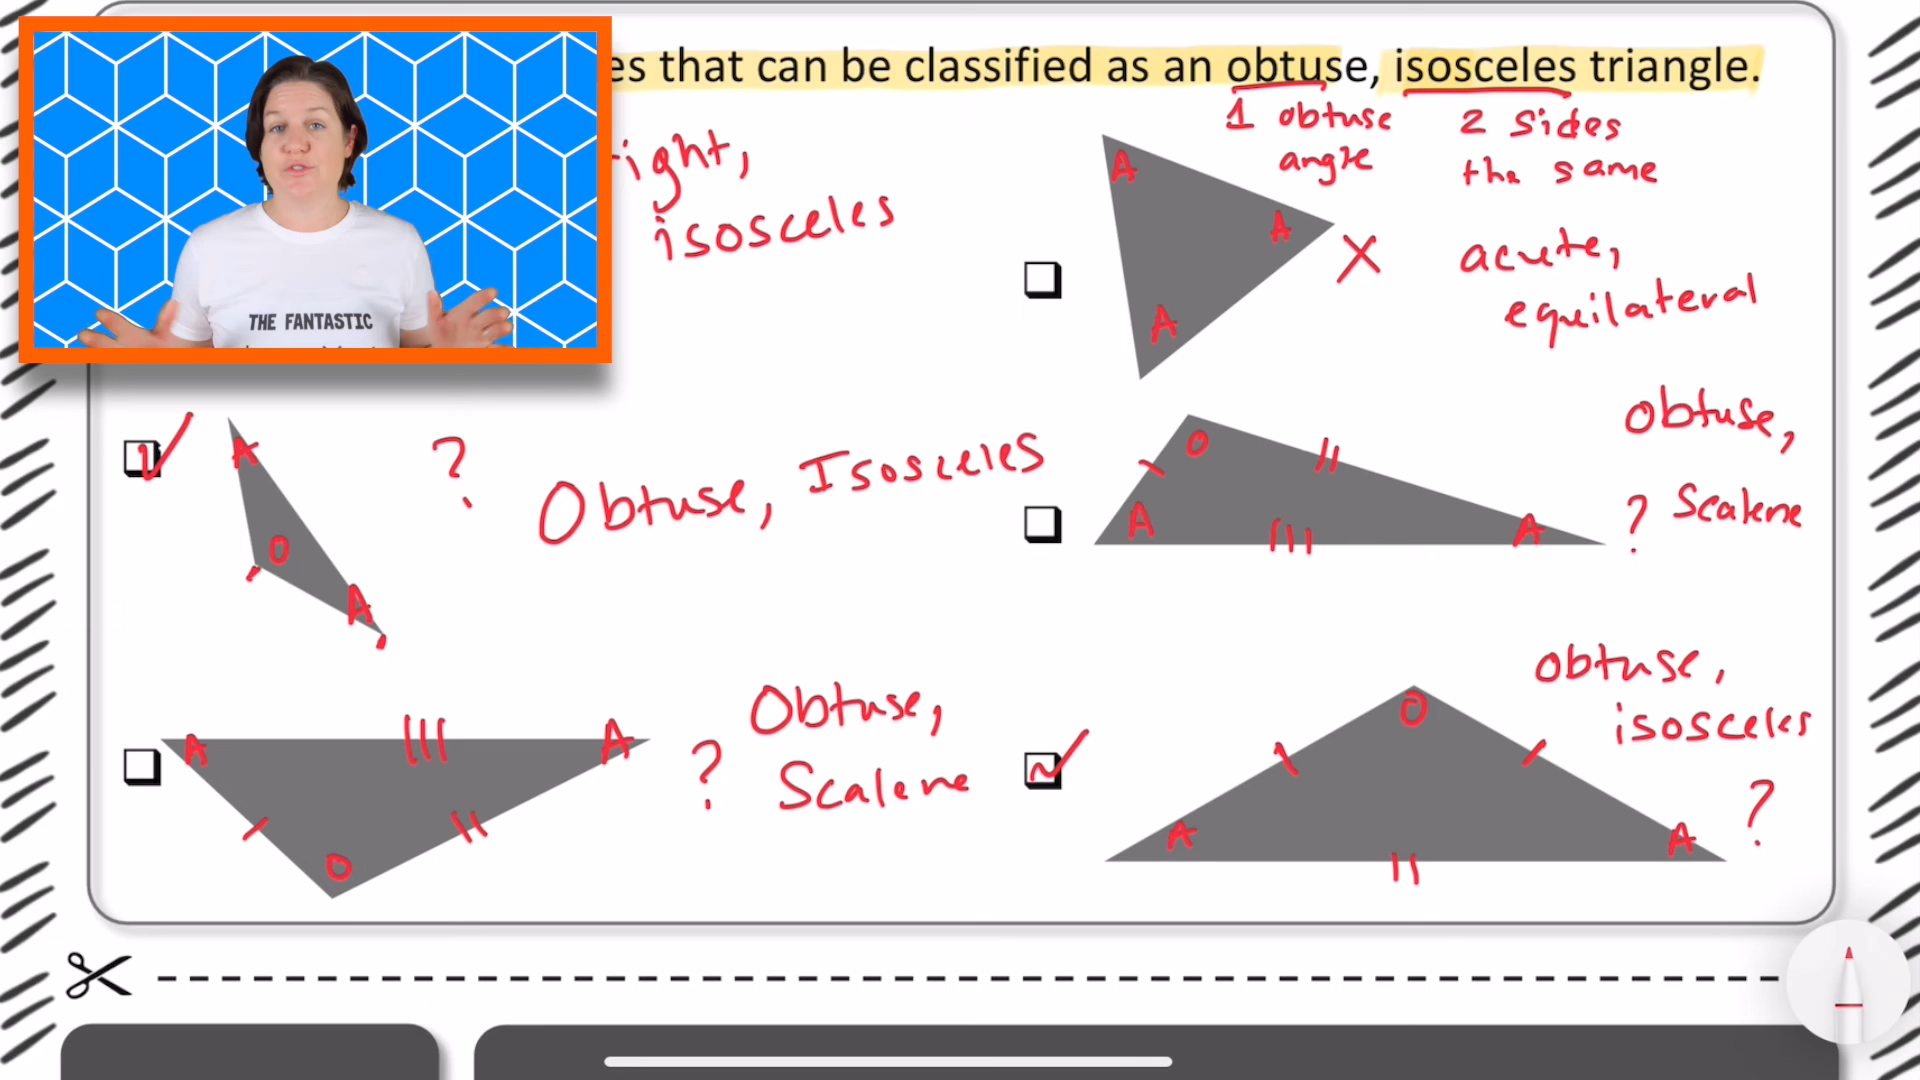 es that can be classified as an obtuse, isosceles triangle.
1 obtuse angle
2 sides the same
right,
isosceles
THE FANTASTIC
A
A
A
X
acute,
equilateral
A
O
A
?
Obtuse, Isosceles
O
A
A
Obtuse,
? Scalene
A
A
O
?
Obtuse,
Scalene
O
A
A
obtuse,
isosceles
?